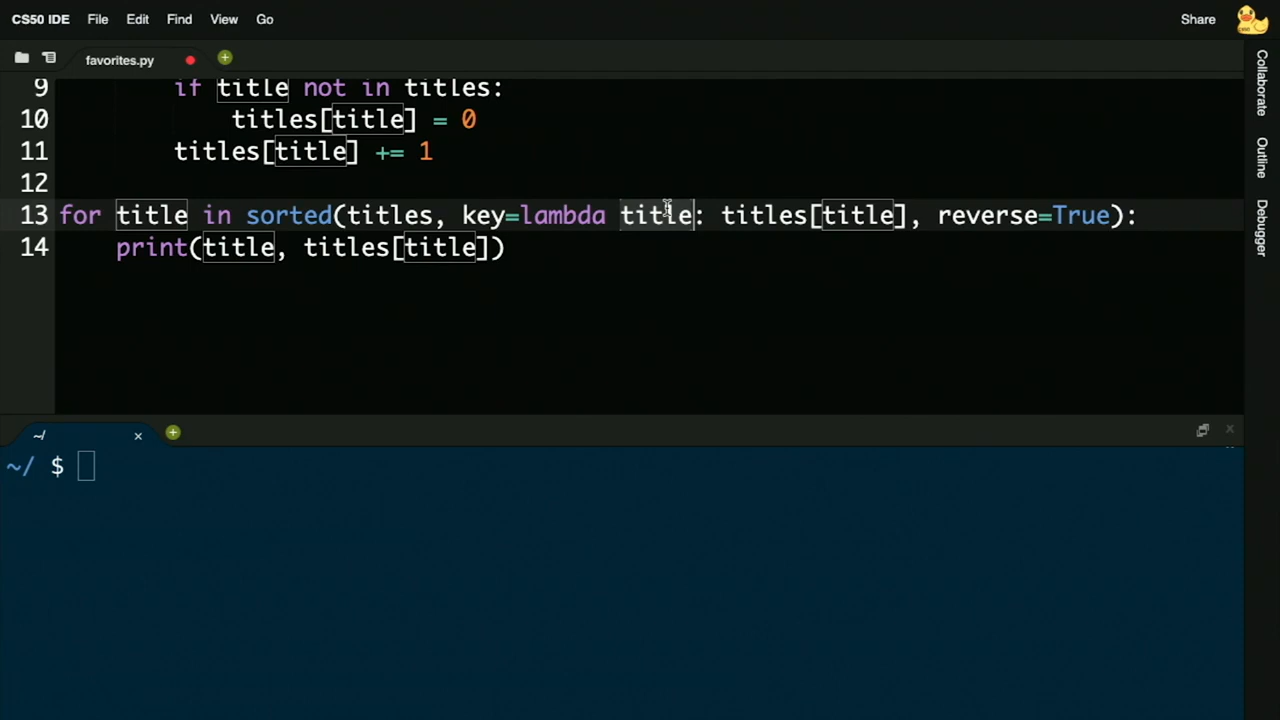 CS50 IDE File Edit Find View Go Share
favorites.py
9 if title not in titles:
10 titles[title] = 0
11 titles[title] += 1
12
13 for title in sorted(titles, key=lambda title: titles[title], reverse=True):
14 print(title, titles[title])
Collaborate
Outline
Debugger
~/
~/ $